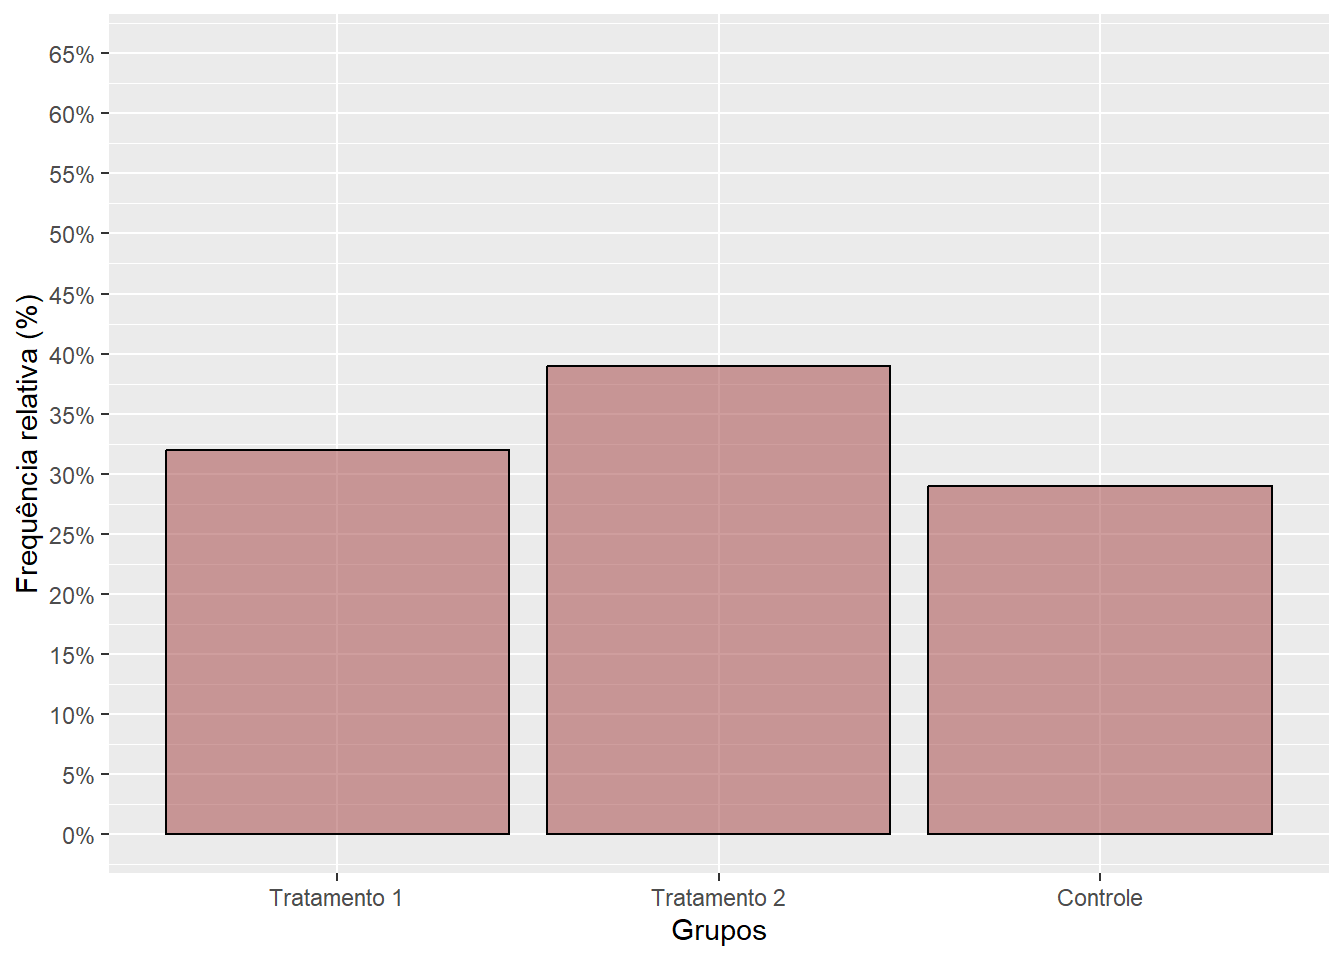 65%
60%
55%
50%
45%
40%
35%
30%
25%
20%
15%
10%
5%
0%
Frequência relativa (%)
Tratamento 1
Tratamento 2
Controle
Grupos